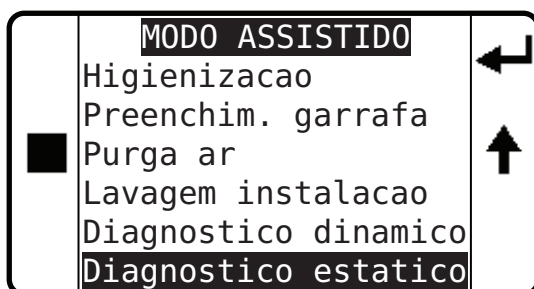 MODO ASSISTIDO
Higienizacao
Preenchim. garrafa
Purga ar
Lavagem instalacao
Diagnostico dinamico
Diagnostico estatico